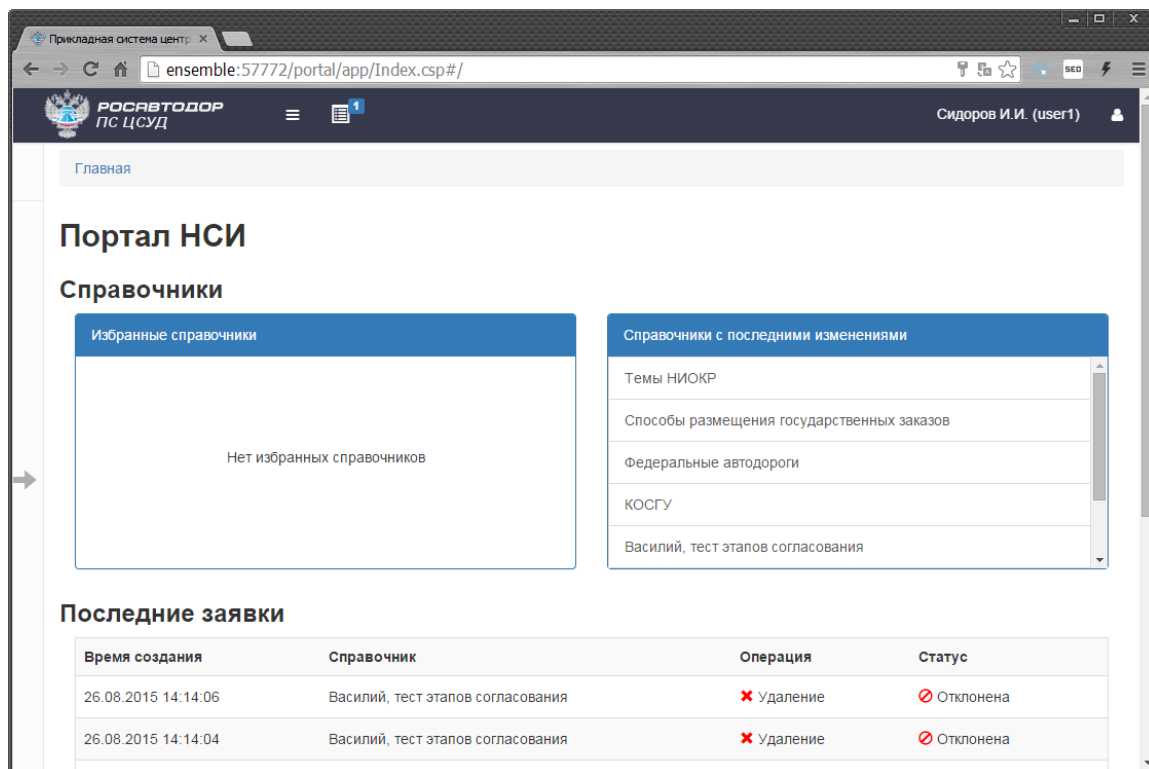 Прикладная система центр
ensemble:57772/portal/app/Index.csp#/
SEO
РОСАВТОДОР
ПС ЦСУД
1
Сидоров И.И. (user1)
Главная
Портал НСИ
Справочники
Избранные справочники
Нет избранных справочников
Справочники с последними изменениями
Темы НИОКР
Способы размещения государственных заказов
Федеральные автодороги
КОСГУ
Василий, тест этапов согласования
Последние заявки
Время создания Справочник Операция Статус
26.08.2015 14:14:06 Василий, тест этапов согласования Удаление Отклонена
26.08.2015 14:14:04 Василий, тест этапов согласования Удаление Отклонена